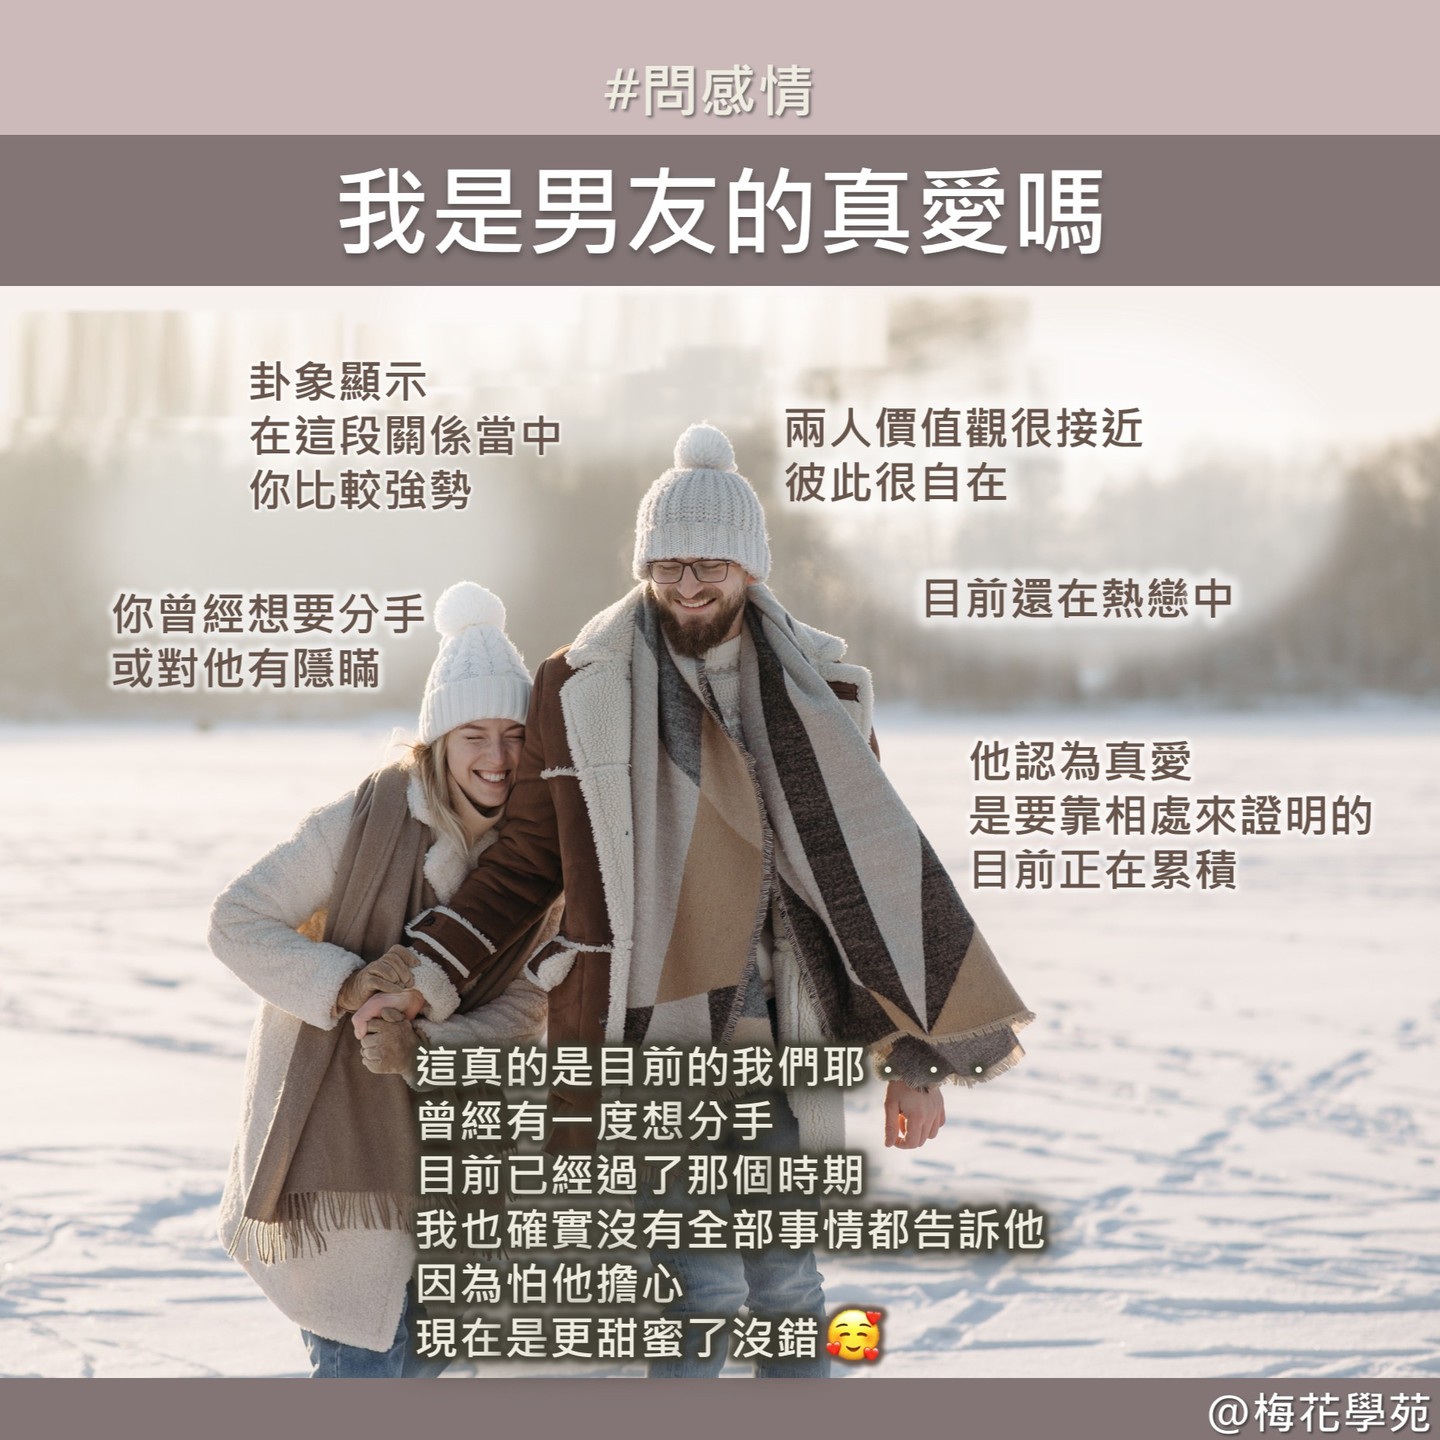 #問感情
我是男友的真愛嗎
卦象顯示
在這段關係當中
你比較強勢
兩人價值觀很接近
彼此很自在
你曾經想要分手
或對他有隱瞞
目前還在熱戀中
他認為真愛
是要靠相處來證明的
目前正在累積
這真的是目前的我們耶．．．
曾經有一度想分手
目前已經過了那個時期
我也確實沒有全部事情都告訴他
因為怕他擔心
現在是更甜蜜了沒錯🥰
@梅花學苑